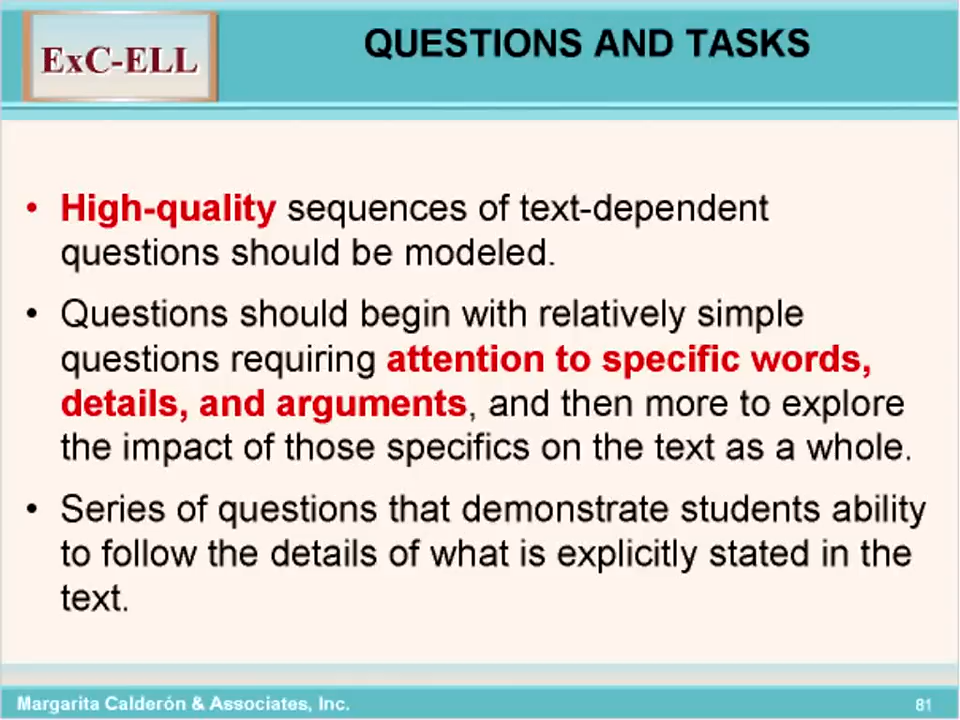 ExC-ELL
QUESTIONS AND TASKS
• High-quality sequences of text-dependent
questions should be modeled.
• Questions should begin with relatively simple
questions requiring attention to specific words,
details, and arguments, and then more to explore
the impact of those specifics on the text as a whole.
• Series of questions that demonstrate students ability
to follow the details of what is explicitly stated in the
text.
Margarita Calderón & Associates, Inc.
81